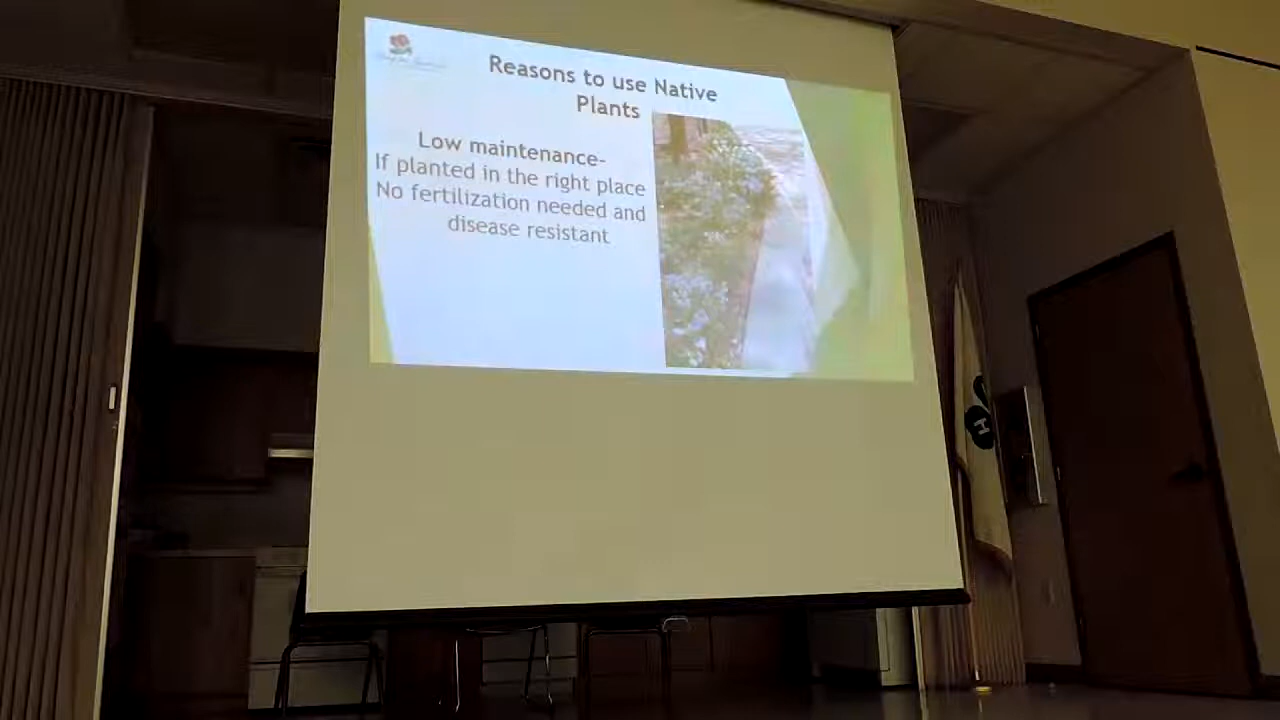 Reasons to use Native
Plants
Low maintenance-
If planted in the right place
No fertilization needed and
disease resistant
H